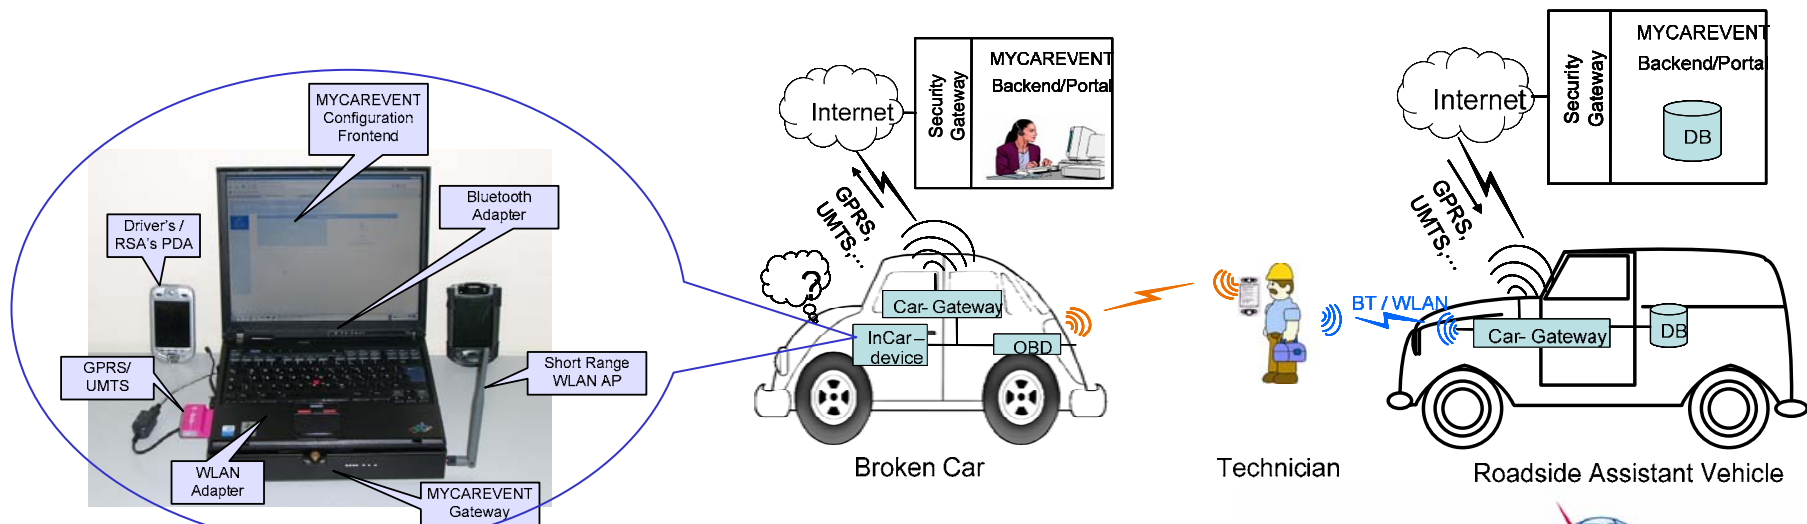 MYCAREVENT
Configuration
Frontend
Bluetooth
Adapter
Driver's /
RSA's PDA
GPRS/
UMTS
Short Range
WLAN AP
WLAN
Adapter
MYCAREVENT
Gateway
Internet
Security
Gateway
MYCAREVENT
Backend/Portal
GPRS,
UMTS,...
?
Car- Gateway
InCar–
device
OBD
Broken Car
Technician
BT / WLAN
Internet
Security
Gateway
MYCAREVENT
Backend/Porta
DB
GPRS,
UMTS,...
Car- Gateway
DB
Roadside Assistant Vehicle